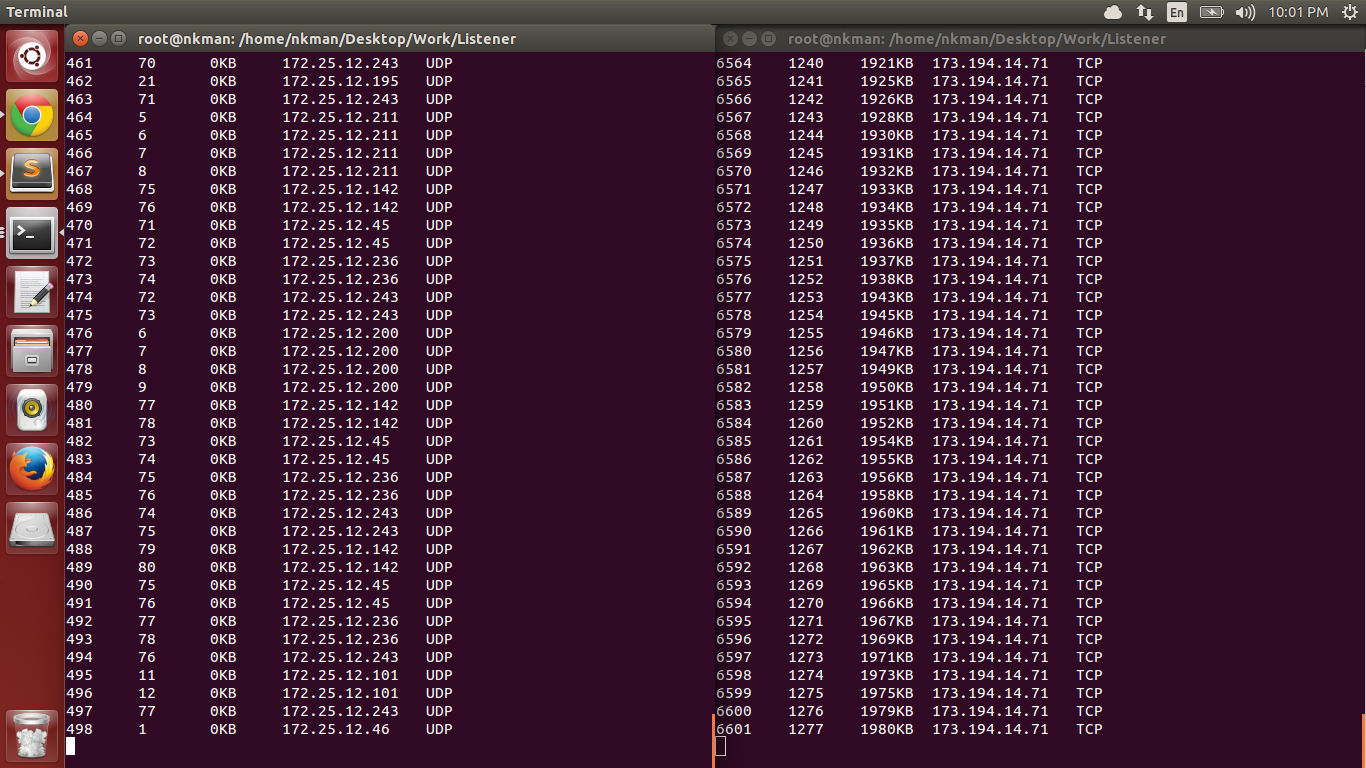 Terminal
En
10:01 PM
root@nkman: /home/nkman/Desktop/Work/Listener
461 70 0KB 172.25.12.243 UDP
462 21 0KB 172.25.12.195 UDP
463 71 0KB 172.25.12.243 UDP
464 5 0KB 172.25.12.211 UDP
465 6 0KB 172.25.12.211 UDP
466 7 0KB 172.25.12.211 UDP
467 8 0KB 172.25.12.211 UDP
468 75 0KB 172.25.12.142 UDP
469 76 0KB 172.25.12.142 UDP
470 71 0KB 172.25.12.45 UDP
471 72 0KB 172.25.12.45 UDP
472 73 0KB 172.25.12.236 UDP
473 74 0KB 172.25.12.236 UDP
474 72 0KB 172.25.12.243 UDP
475 73 0KB 172.25.12.243 UDP
476 6 0KB 172.25.12.200 UDP
477 7 0KB 172.25.12.200 UDP
478 8 0KB 172.25.12.200 UDP
479 9 0KB 172.25.12.200 UDP
480 77 0KB 172.25.12.142 UDP
481 78 0KB 172.25.12.142 UDP
482 73 0KB 172.25.12.45 UDP
483 74 0KB 172.25.12.45 UDP
484 75 0KB 172.25.12.236 UDP
485 76 0KB 172.25.12.236 UDP
486 74 0KB 172.25.12.243 UDP
487 75 0KB 172.25.12.243 UDP
488 79 0KB 172.25.12.142 UDP
489 80 0KB 172.25.12.142 UDP
490 75 0KB 172.25.12.45 UDP
491 76 0KB 172.25.12.45 UDP
492 77 0KB 172.25.12.236 UDP
493 78 0KB 172.25.12.236 UDP
494 76 0KB 172.25.12.243 UDP
495 11 0KB 172.25.12.101 UDP
496 12 0KB 172.25.12.101 UDP
497 77 0KB 172.25.12.243 UDP
498 1 0KB 172.25.12.46 UDP
root@nkman: /home/nkman/Desktop/Work/Listener
6564 1240 1921KB 173.194.14.71 TCP
6565 1241 1925KB 173.194.14.71 TCP
6566 1242 1926KB 173.194.14.71 TCP
6567 1243 1928KB 173.194.14.71 TCP
6568 1244 1930KB 173.194.14.71 TCP
6569 1245 1931KB 173.194.14.71 TCP
6570 1246 1932KB 173.194.14.71 TCP
6571 1247 1933KB 173.194.14.71 TCP
6572 1248 1934KB 173.194.14.71 TCP
6573 1249 1935KB 173.194.14.71 TCP
6574 1250 1936KB 173.194.14.71 TCP
6575 1251 1937KB 173.194.14.71 TCP
6576 1252 1938KB 173.194.14.71 TCP
6577 1253 1943KB 173.194.14.71 TCP
6578 1254 1945KB 173.194.14.71 TCP
6579 1255 1946KB 173.194.14.71 TCP
6580 1256 1947KB 173.194.14.71 TCP
6581 1257 1949KB 173.194.14.71 TCP
6582 1258 1950KB 173.194.14.71 TCP
6583 1259 1951KB 173.194.14.71 TCP
6584 1260 1952KB 173.194.14.71 TCP
6585 1261 1954KB 173.194.14.71 TCP
6586 1262 1955KB 173.194.14.71 TCP
6587 1263 1956KB 173.194.14.71 TCP
6588 1264 1958KB 173.194.14.71 TCP
6589 1265 1960KB 173.194.14.71 TCP
6590 1266 1961KB 173.194.14.71 TCP
6591 1267 1962KB 173.194.14.71 TCP
6592 1268 1963KB 173.194.14.71 TCP
6593 1269 1965KB 173.194.14.71 TCP
6594 1270 1966KB 173.194.14.71 TCP
6595 1271 1967KB 173.194.14.71 TCP
6596 1272 1969KB 173.194.14.71 TCP
6597 1273 1971KB 173.194.14.71 TCP
6598 1274 1973KB 173.194.14.71 TCP
6599 1275 1975KB 173.194.14.71 TCP
6600 1276 1979KB 173.194.14.71 TCP
6601 1277 1980KB 173.194.14.71 TCP